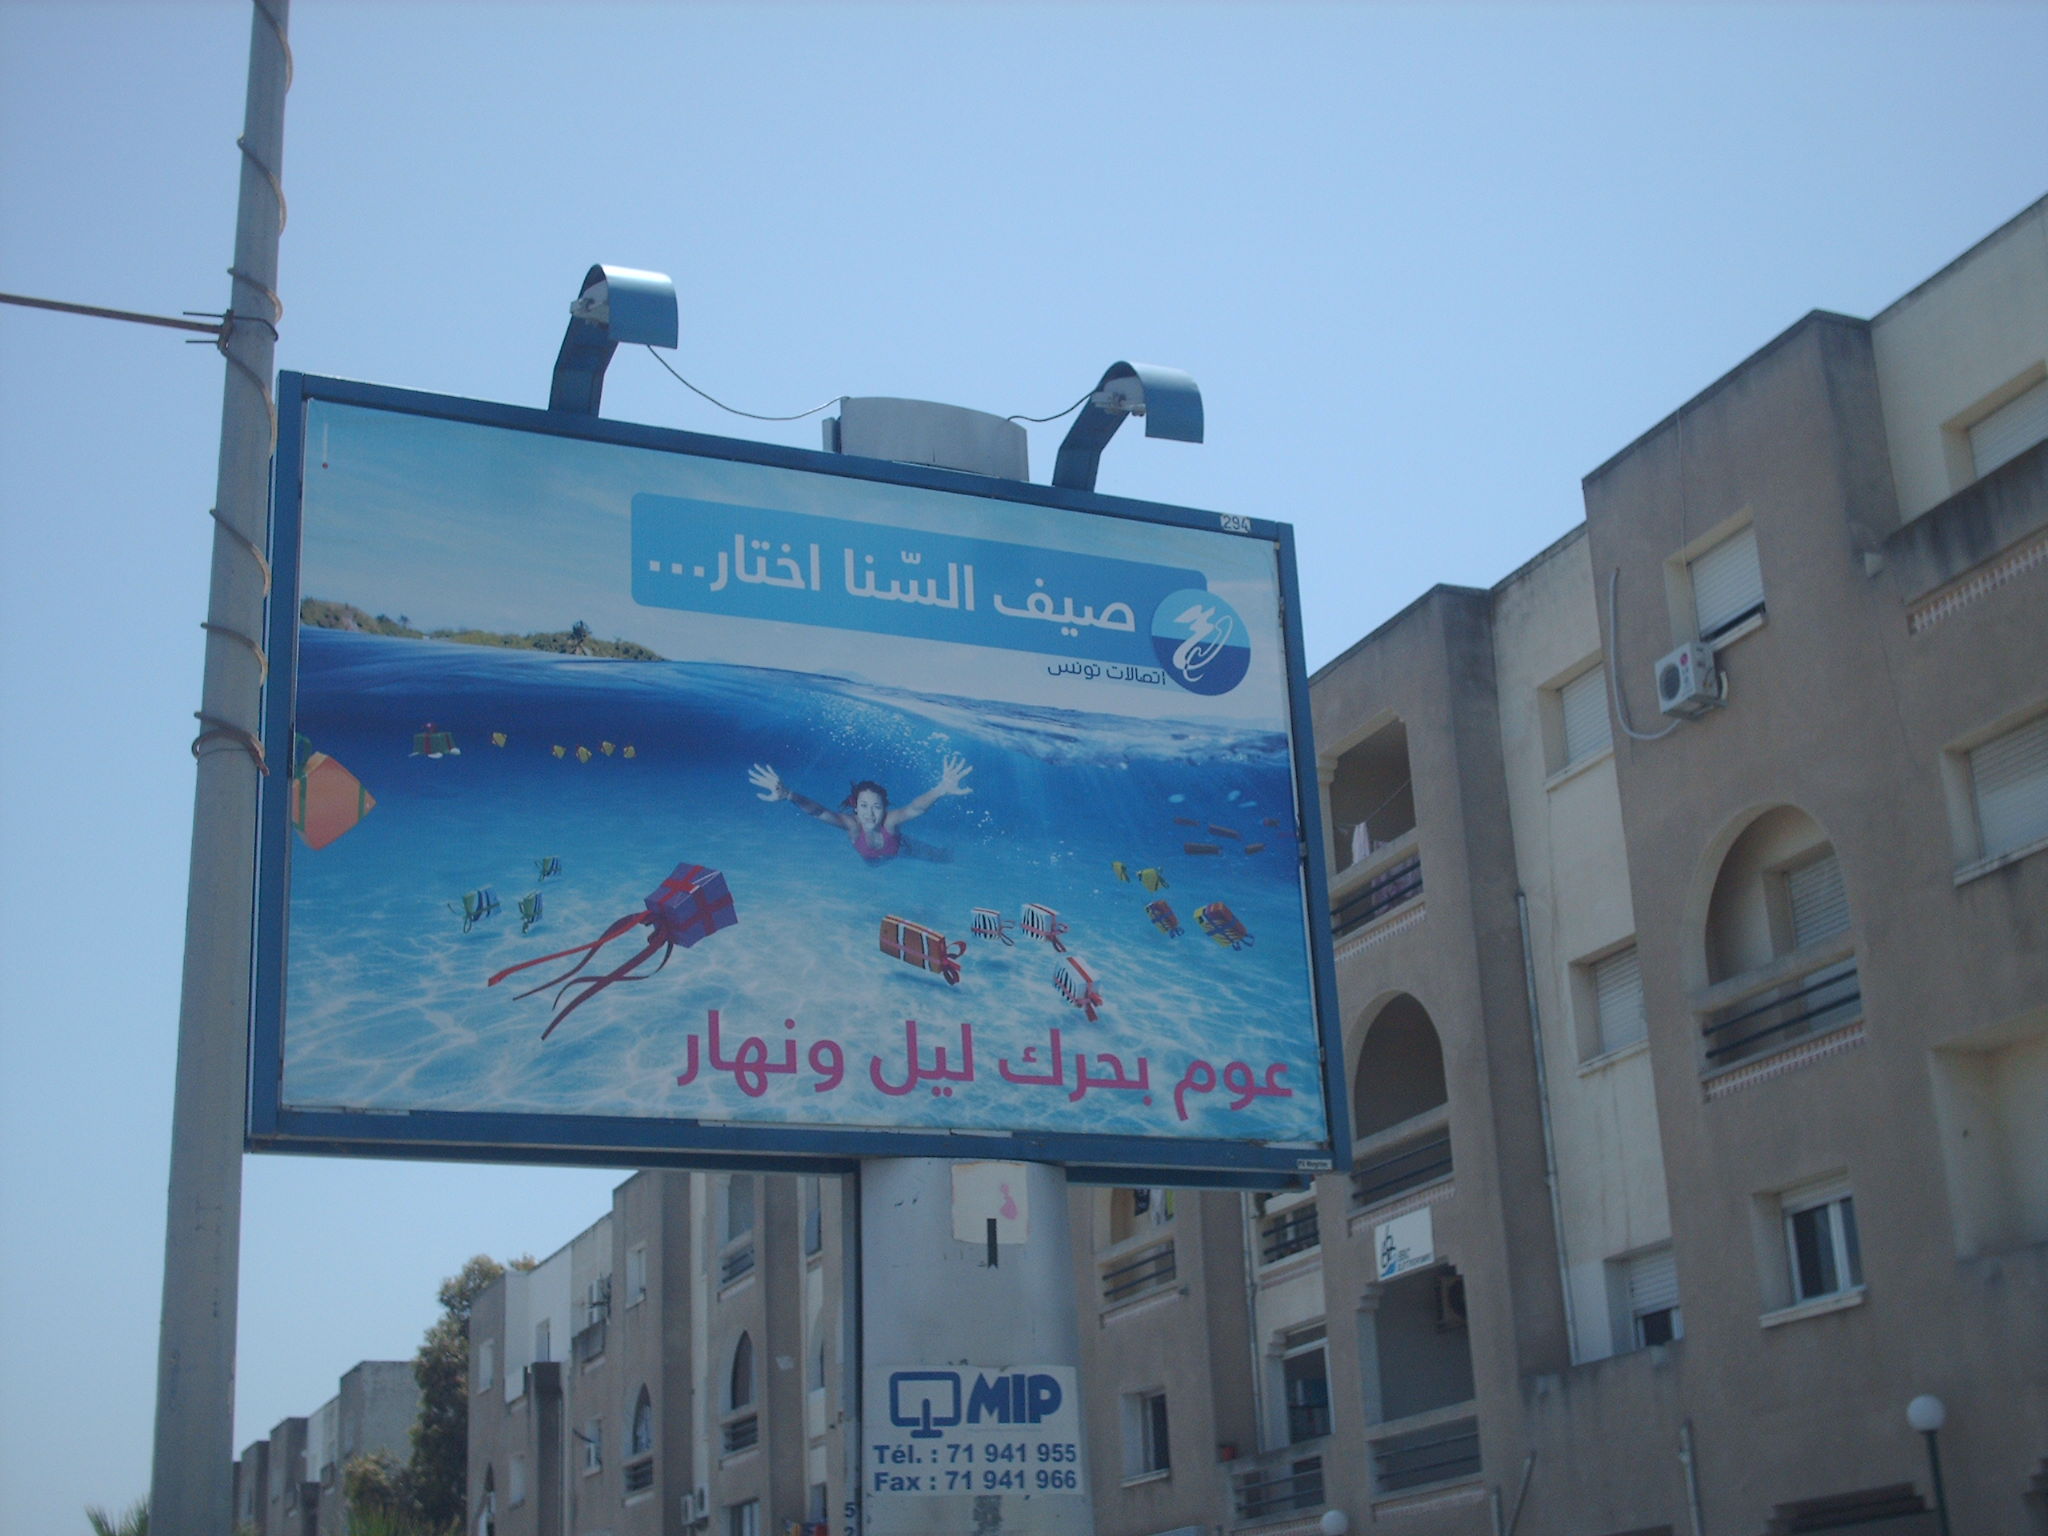 294
صيف السّنا اختار...
اتصالات تونس
عوم بحرك ليل ونهار
MIP
Tél. : 71 941 955
Fax : 71 941 966